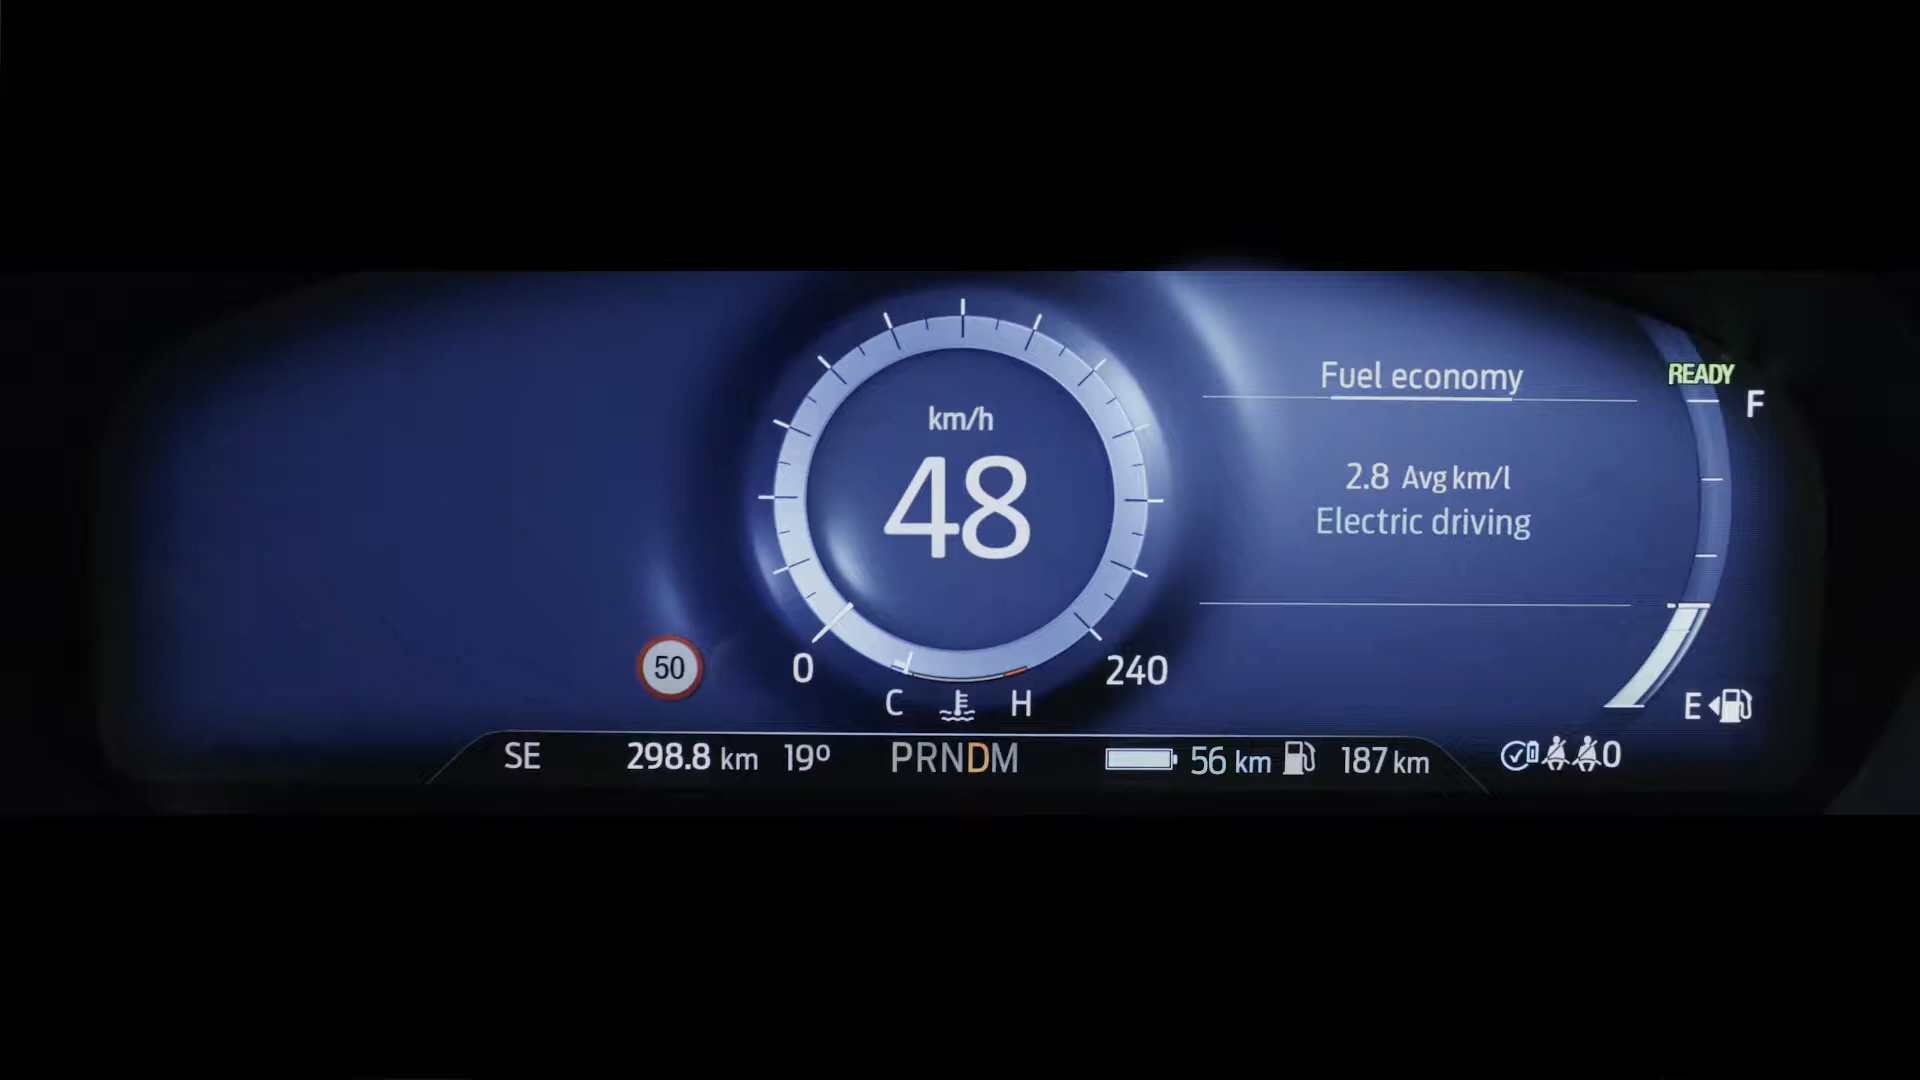 READY
Fuel economy
F
km/h
48
2.8 Avg km/l
Electric driving
50
0
240
C
H
E
SE
298.8 km
19º
PRNDM
56 km
187 km
0